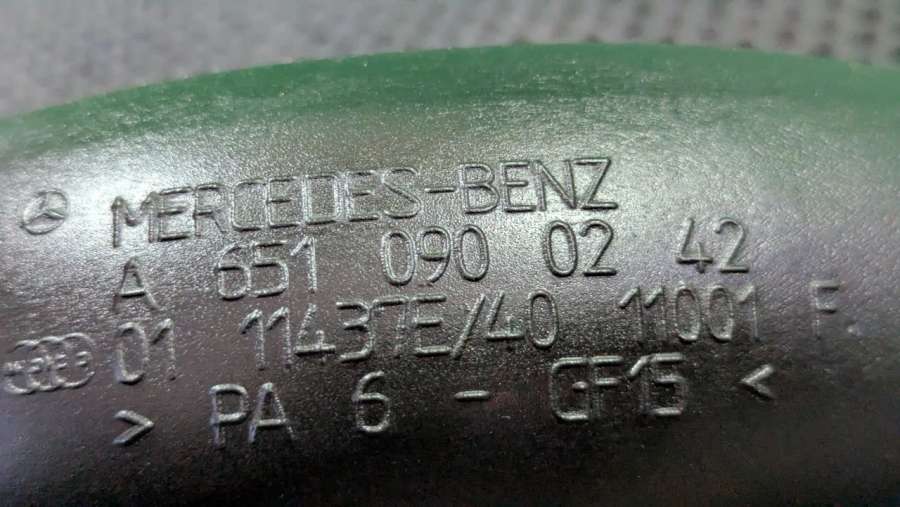 MERCEDES-BENZ
A 651 090 02 42
01 11437E/40 11001 F.
> PA 6 - GF15 <